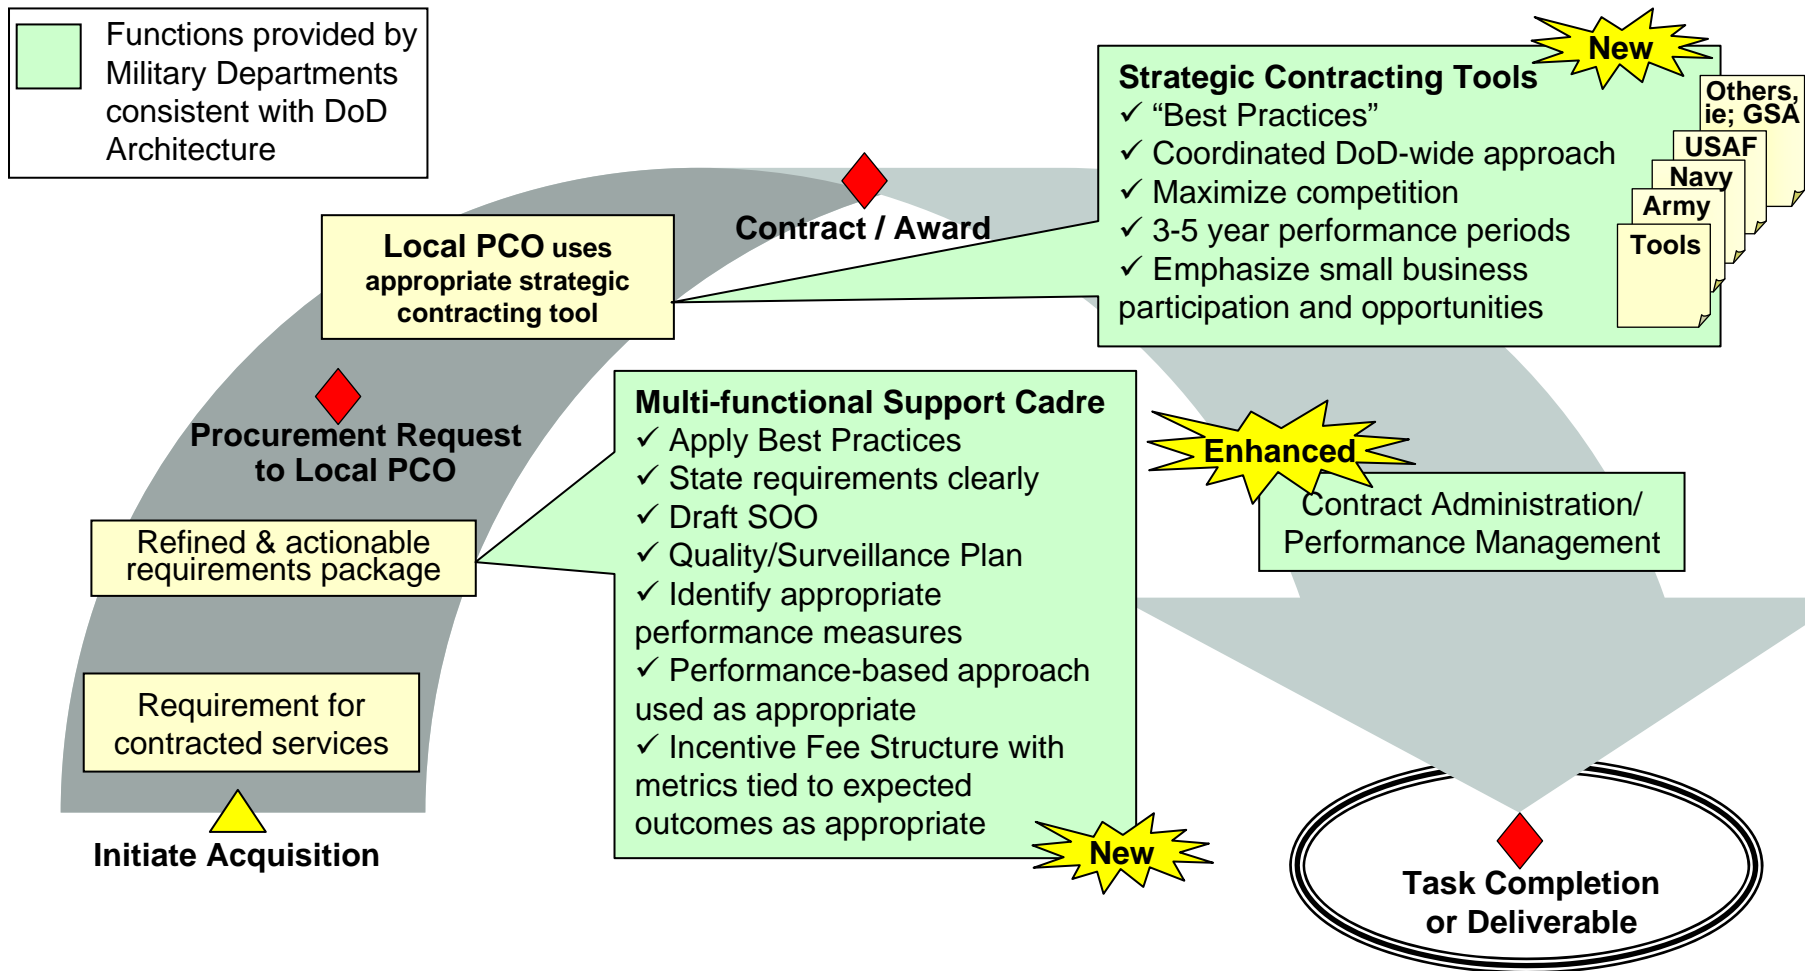 Functions provided by
Military Departments
consistent with DoD
Architecture
New
Strategic Contracting Tools
✓ “Best Practices”
✓ Coordinated DoD-wide approach
✓ Maximize competition
✓ 3-5 year performance periods
✓ Emphasize small business
participation and opportunities
Others,
ie; GSA
USAF
Navy
Army
Tools
Contract / Award
Local PCO uses
appropriate strategic
contracting tool
Procurement Request
to Local PCO
Multi-functional Support Cadre
✓ Apply Best Practices
✓ State requirements clearly
✓ Draft SOO
✓ Quality/Surveillance Plan
✓ Identify appropriate
performance measures
✓ Performance-based approach
used as appropriate
✓ Incentive Fee Structure with
metrics tied to expected
outcomes as appropriate
New
Enhanced
Contract Administration/
Performance Management
Refined & actionable
requirements package
Requirement for
contracted services
Initiate Acquisition
Task Completion
or Deliverable